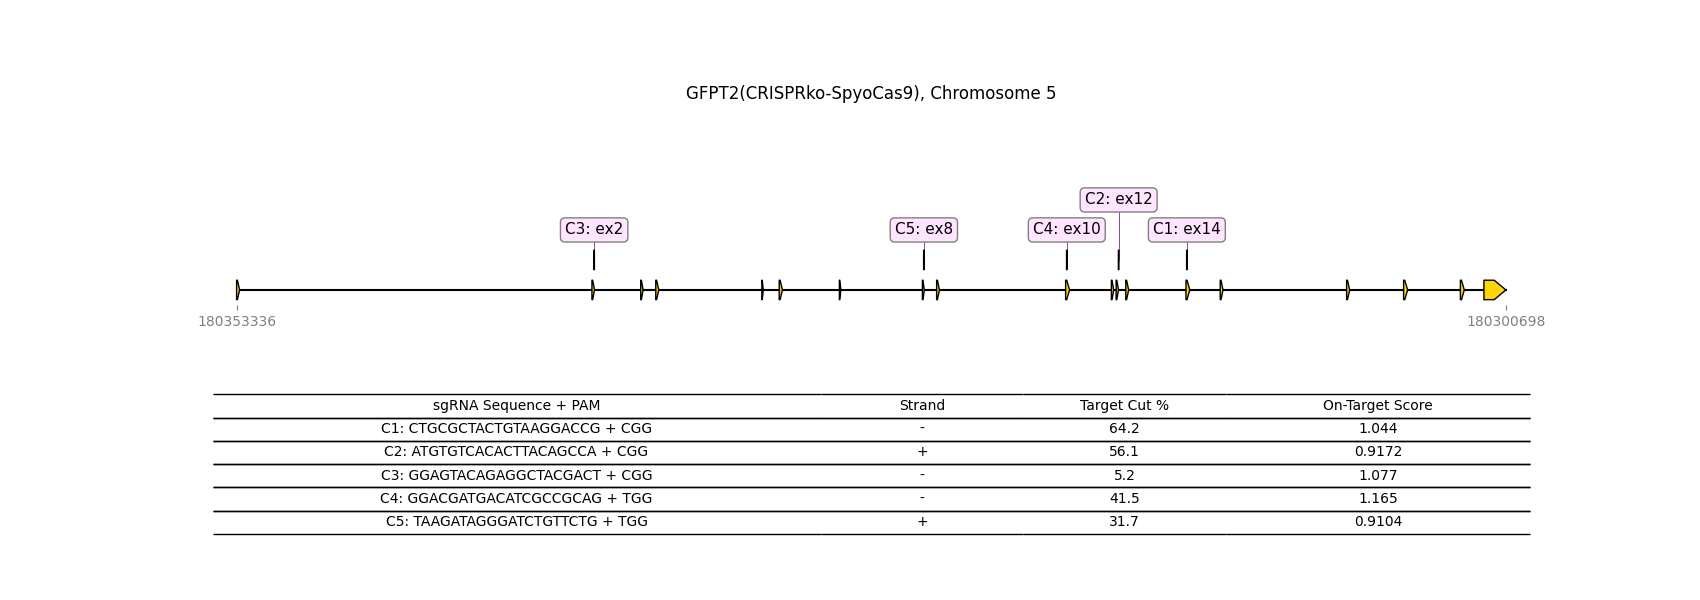 GFPT2(CRISPRko-SpyoCas9), Chromosome 5
C2: ex12
C3: ex2 C5: ex8 C4: ex10 C1: ex14
180353336 180300698
sgRNA Sequence + PAM Strand Target Cut % On-Target Score
C1: CTGCGCTACTGTAAGGACCG + CGG - 64.2 1.044
C2: ATGTGTCACACTTACAGCCA + CGG + 56.1 0.9172
C3: GGAGTACAGAGGCTACGACT + CGG - 5.2 1.077
C4: GGACGATGACATCGCCGCAG + TGG - 41.5 1.165
C5: TAAGATAGGGATCTGTTCTG + TGG + 31.7 0.9104